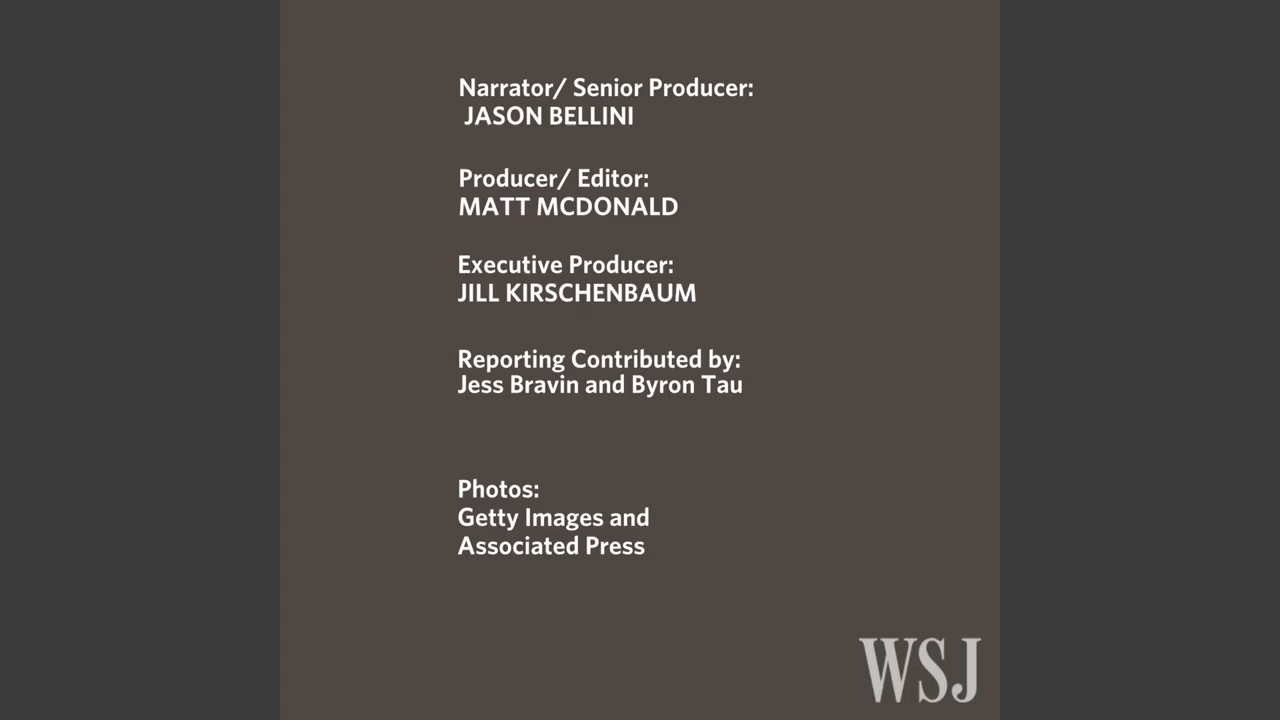 Narrator/ Senior Producer:
JASON BELLINI
Producer/ Editor:
MATT MCDONALD
Executive Producer:
JILL KIRSCHENBAUM
Reporting Contributed by:
Jess Bravin and Byron Tau
Photos:
Getty Images and
Associated Press
WSJ